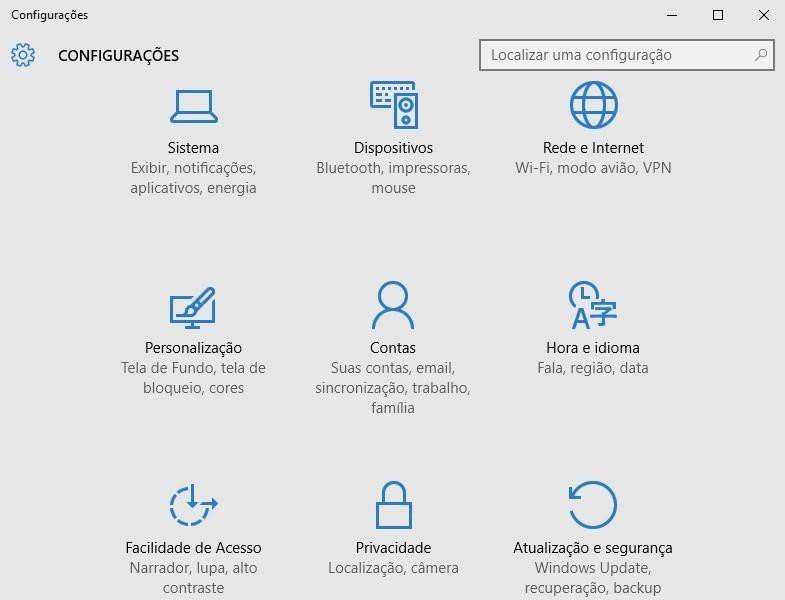 Configurações
CONFIGURAÇÕES
Localizar uma configuração
Sistema
Exibir, notificações,
aplicativos, energia
Dispositivos
Bluetooth, impressoras,
mouse
Rede e Internet
Wi-Fi, modo avião, VPN
Personalização
Tela de Fundo, tela de
bloqueio, cores
Contas
Suas contas, email,
sincronização, trabalho,
família
A字
Hora e idioma
Fala, região, data
Facilidade de Acesso
Narrador, lupa, alto
contraste
Privacidade
Localização, câmera
Atualização e segurança
Windows Update,
recuperação, backup